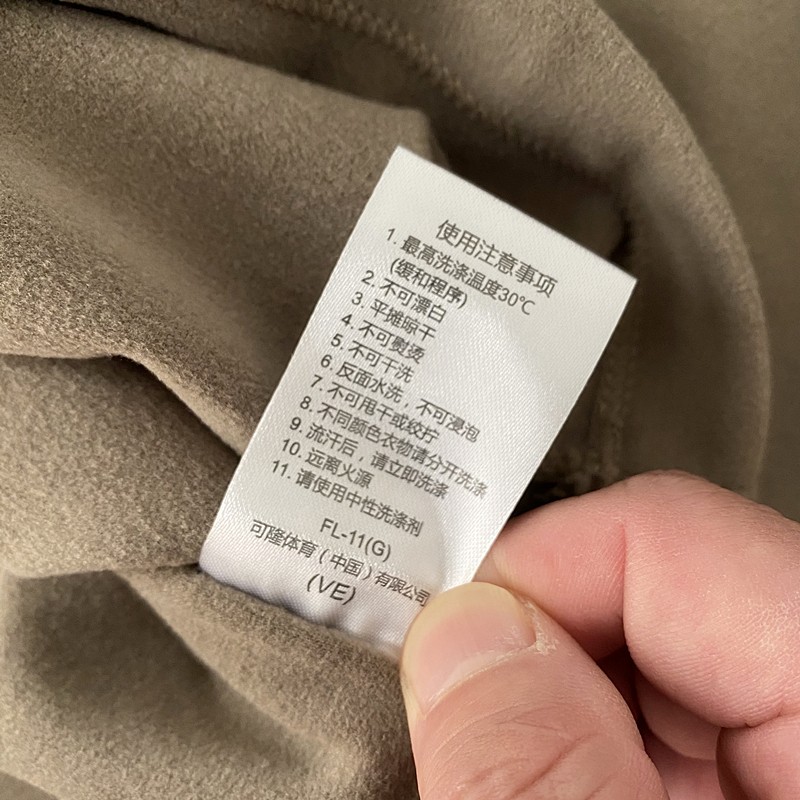 使用注意事项
1. 最高洗涤温度30℃
(缓和程序)
2. 不可漂白
3. 平摊晾干
4. 不可熨烫
5. 不可干洗
6. 反面水洗，不可浸泡
7. 不可甩干或绞拧
8. 不同颜色衣物请分开洗涤
9. 流汗后，请立即洗涤
10. 远离火源
11. 请使用中性洗涤剂
FL-11(G)
可隆体育（中国）有限公司
(VE)